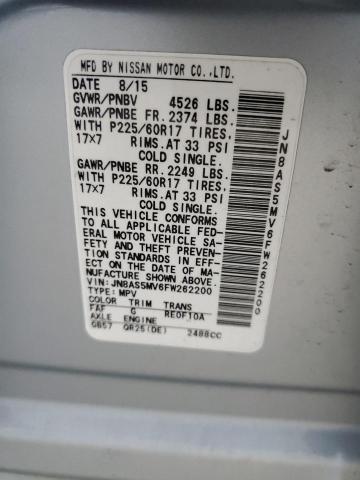 MFD BY NISSAN MOTOR CO.,LTD.
DATE 8/15
GVWR/PNBV 4526 LBS.
GAWR/PNBE FR. 2374 LBS.
WITH P225/60R17 TIRES.
17X7 RIMS.AT 33 PSI
COLD SINGLE.
GAWR/PNBE RR. 2249 LBS.
WITH P225/60R17 TIRES.
17X7 RIMS.AT 33 PSI
COLD SINGLE.
THIS VEHICLE CONFORMS
TO ALL APPLICABLE FED-
ERAL MOTOR VEHICLE SA-
FETY AND THEFT PREVENTI-
ON STANDARDS IN EFF-
ECT ON THE DATE OF MA-
NUFACTURE SHOWN ABOVE.
VIN: JN8AS5MV6FW262200
TYPE: MPV
COLOR TRIM TRANS
FAF G RE0F10A
AXLE ENGINE
GB57 QR25(DE) 2488CC
JN8AS5MV6FW262200